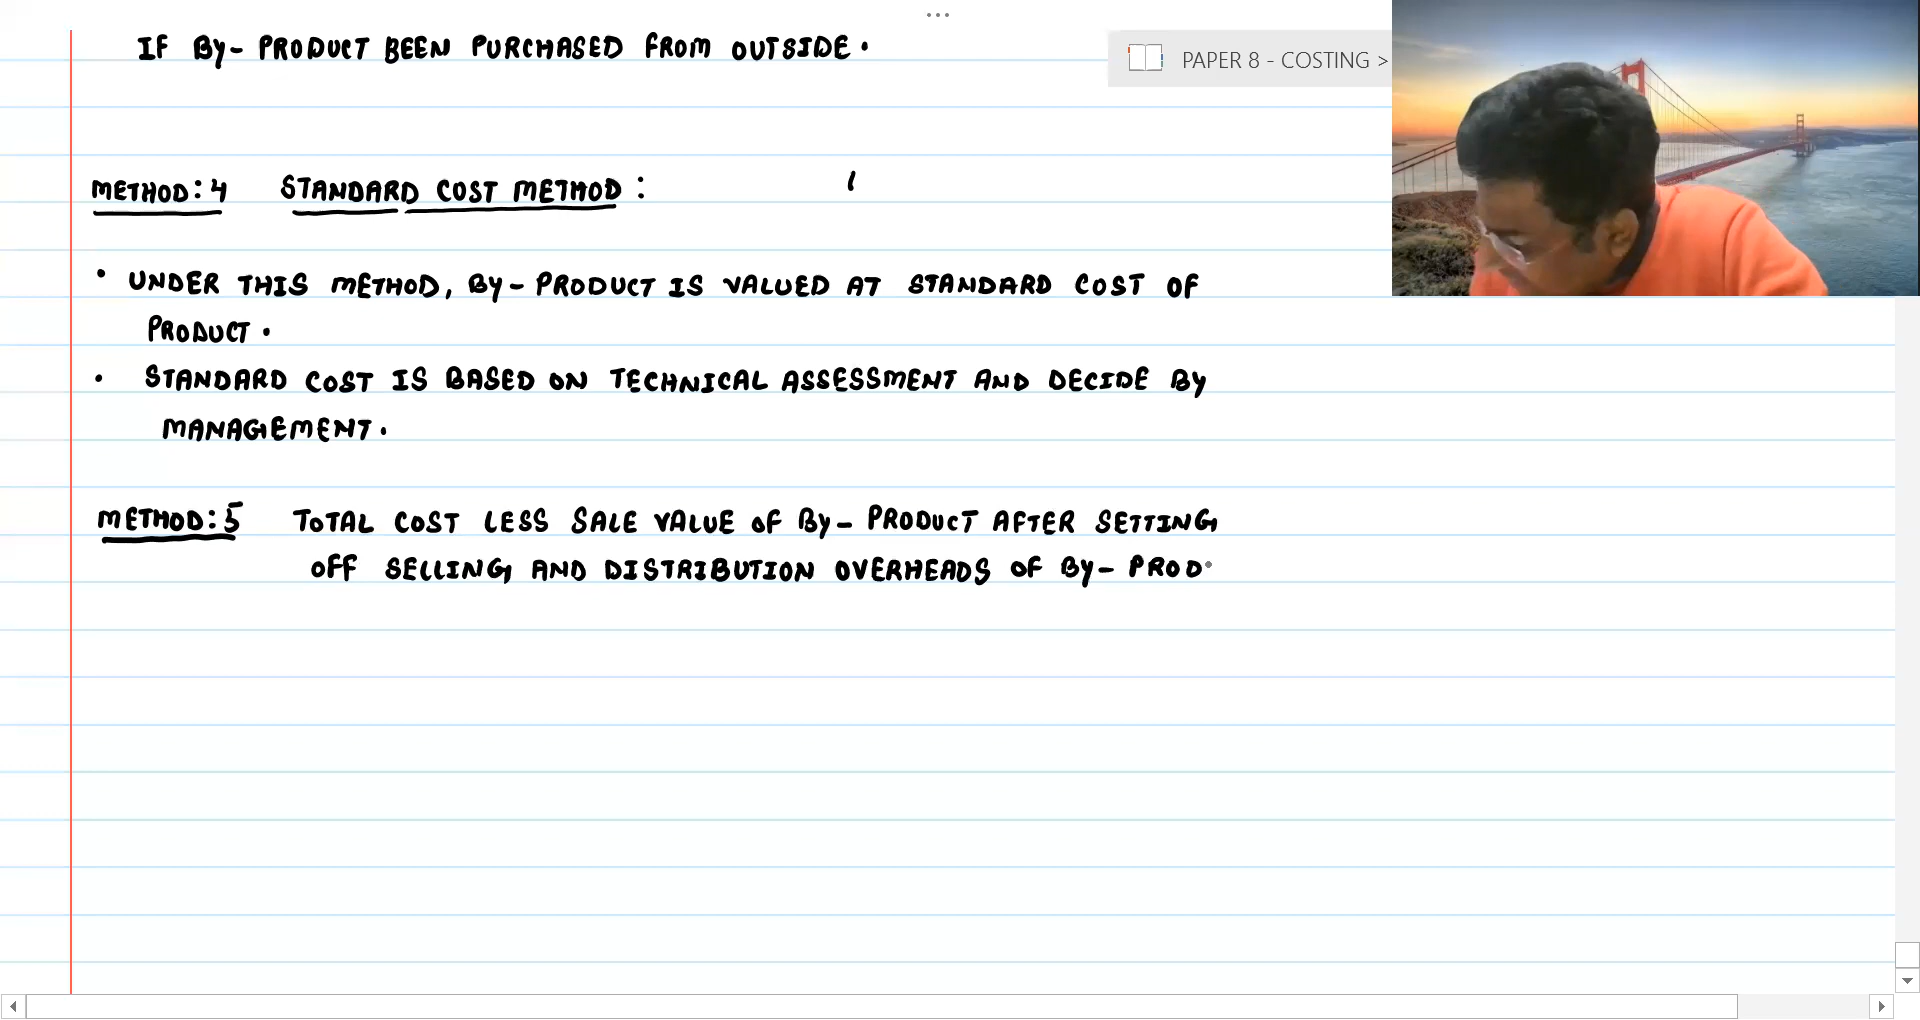 IF BY-PRODUCT BEEN PURCHASED FROM OUTSIDE.
PAPER 8 - COSTING >
METHOD:4 STANDARD COST METHOD:
• UNDER THIS METHOD, BY-PRODUCT IS VALUED AT STANDARD COST OF
PRODUCT.
• STANDARD COST IS BASED ON TECHNICAL ASSESSMENT AND DECIDE BY
MANAGEMENT.
METHOD:5 TOTAL COST LESS SALE VALUE OF BY-PRODUCT AFTER SETTING
OFF SELLING AND DISTRIBUTION OVERHEADS OF BY-PROD